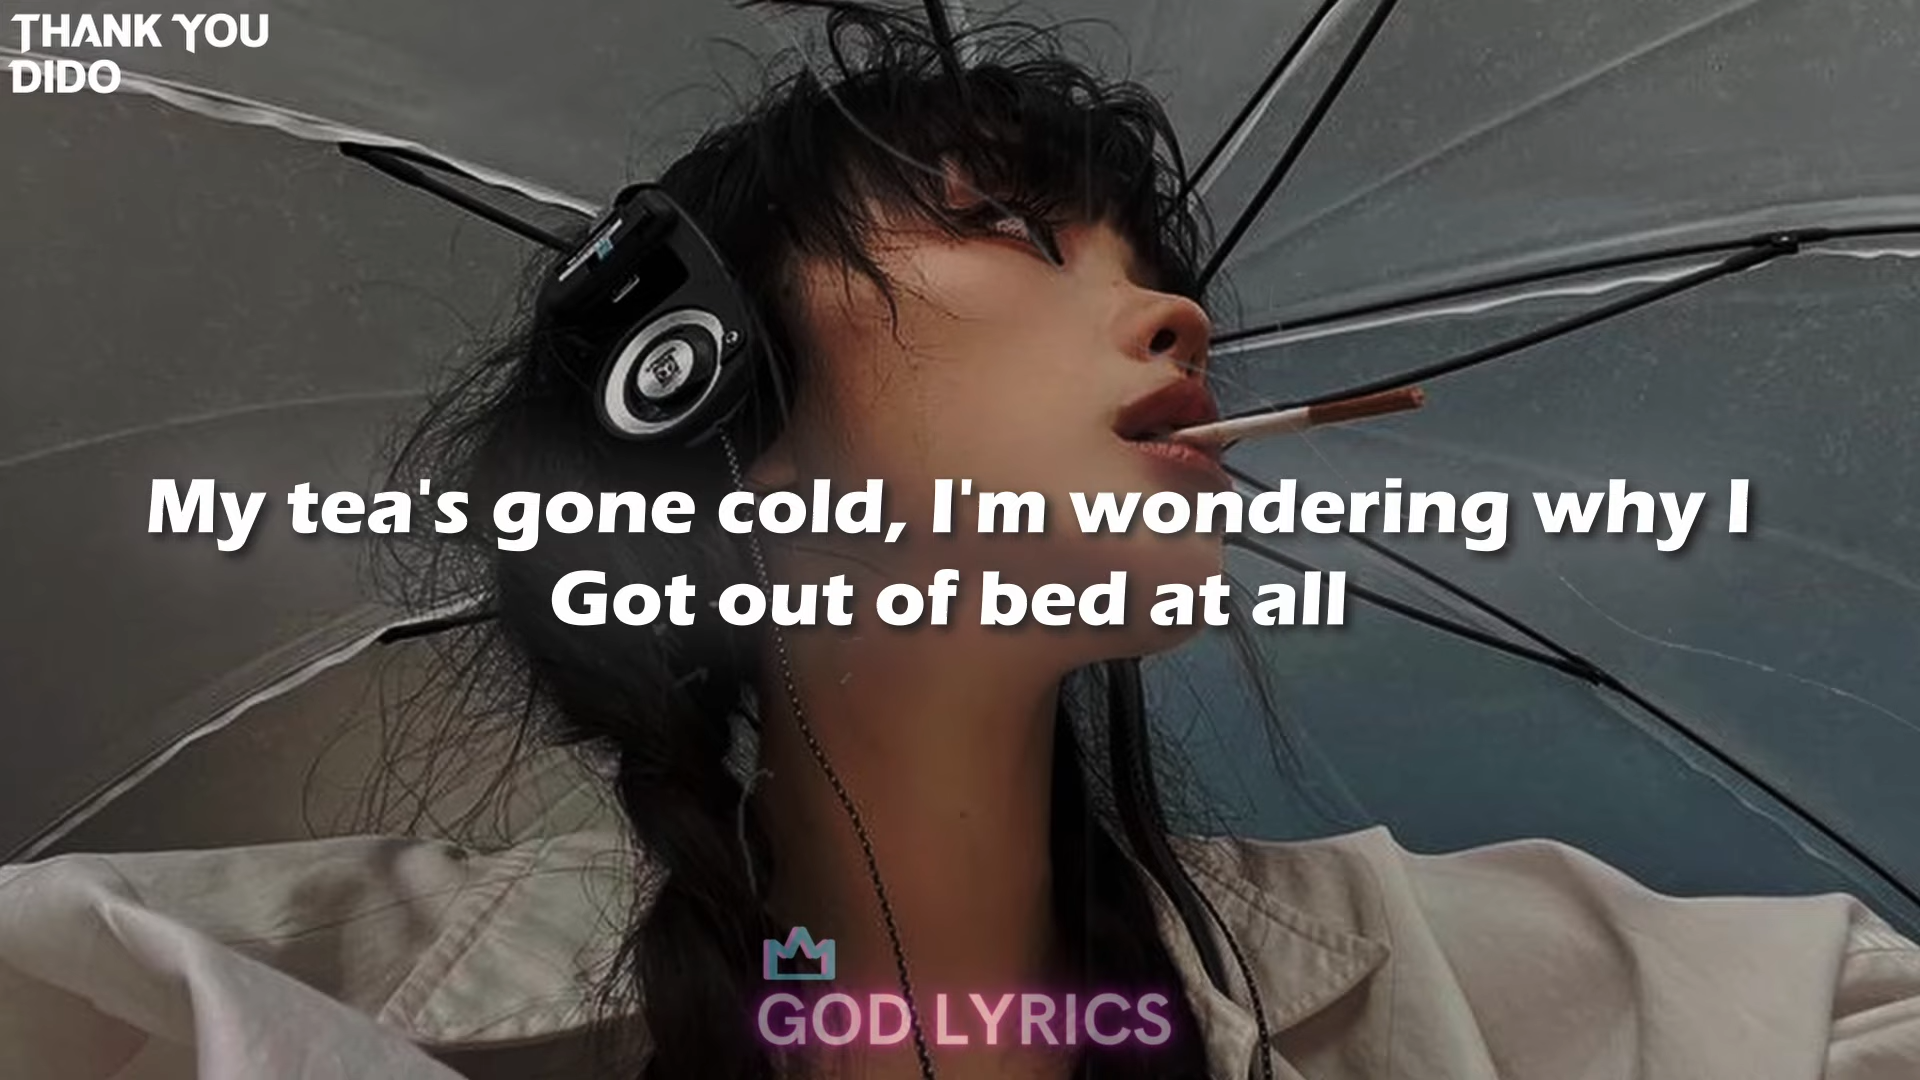 THANK YOU
DIDO
My tea's gone cold, I'm wondering why I
Got out of bed at all
GOD LYRICS